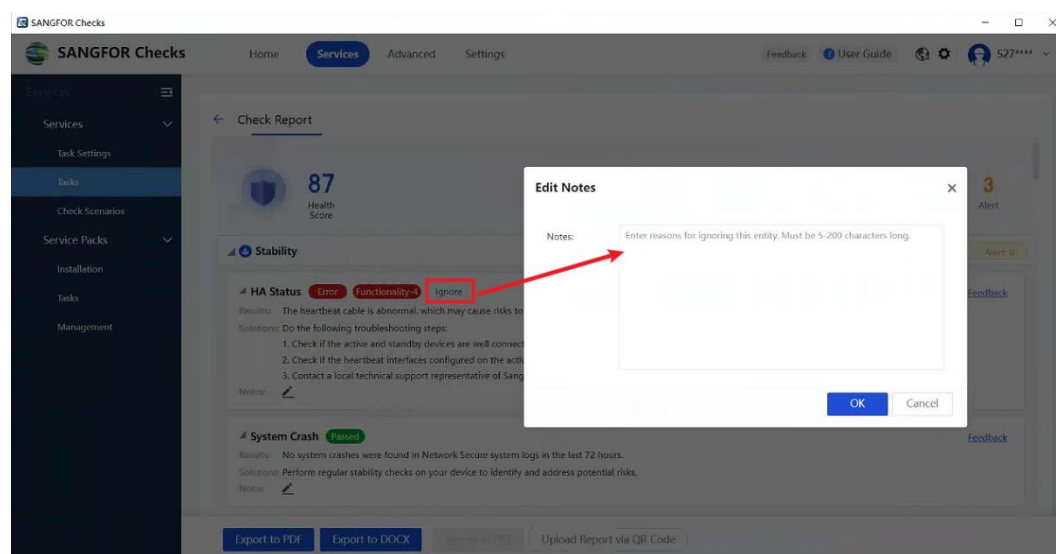 SANGFOR Checks
SANGFOR Checks Home Services Advanced Settings Feedback User Guide 527****
Services
Services
Task Settings
Tasks
Check Scenarios
Service Packs
Installation
Tasks
Management
Check Report
87
Health
Score
3
Alert
Stability
Alert: 0
HA Status Error Functionality-4 Ignore
Feedback
Results: The heartbeat cable is abnormal, which may cause risks to
Solutions: Do the following troubleshooting steps:
1. Check if the active and standby devices are well connect
2. Check if the heartbeat interfaces configured on the acti
3. Contact a local technical support representative of Sang
Notes:
Edit Notes
Notes: Enter reasons for ignoring this entity. Must be 5-200 characters long.
OK Cancel
System Crash Passed
Feedback
Results: No system crashes were found in Network Secure system logs in the last 72 hours.
Solutions: Perform regular stability checks on your device to identify and address potential risks.
Notes:
Export to PDF Export to DOCX Upload Report via QR Code